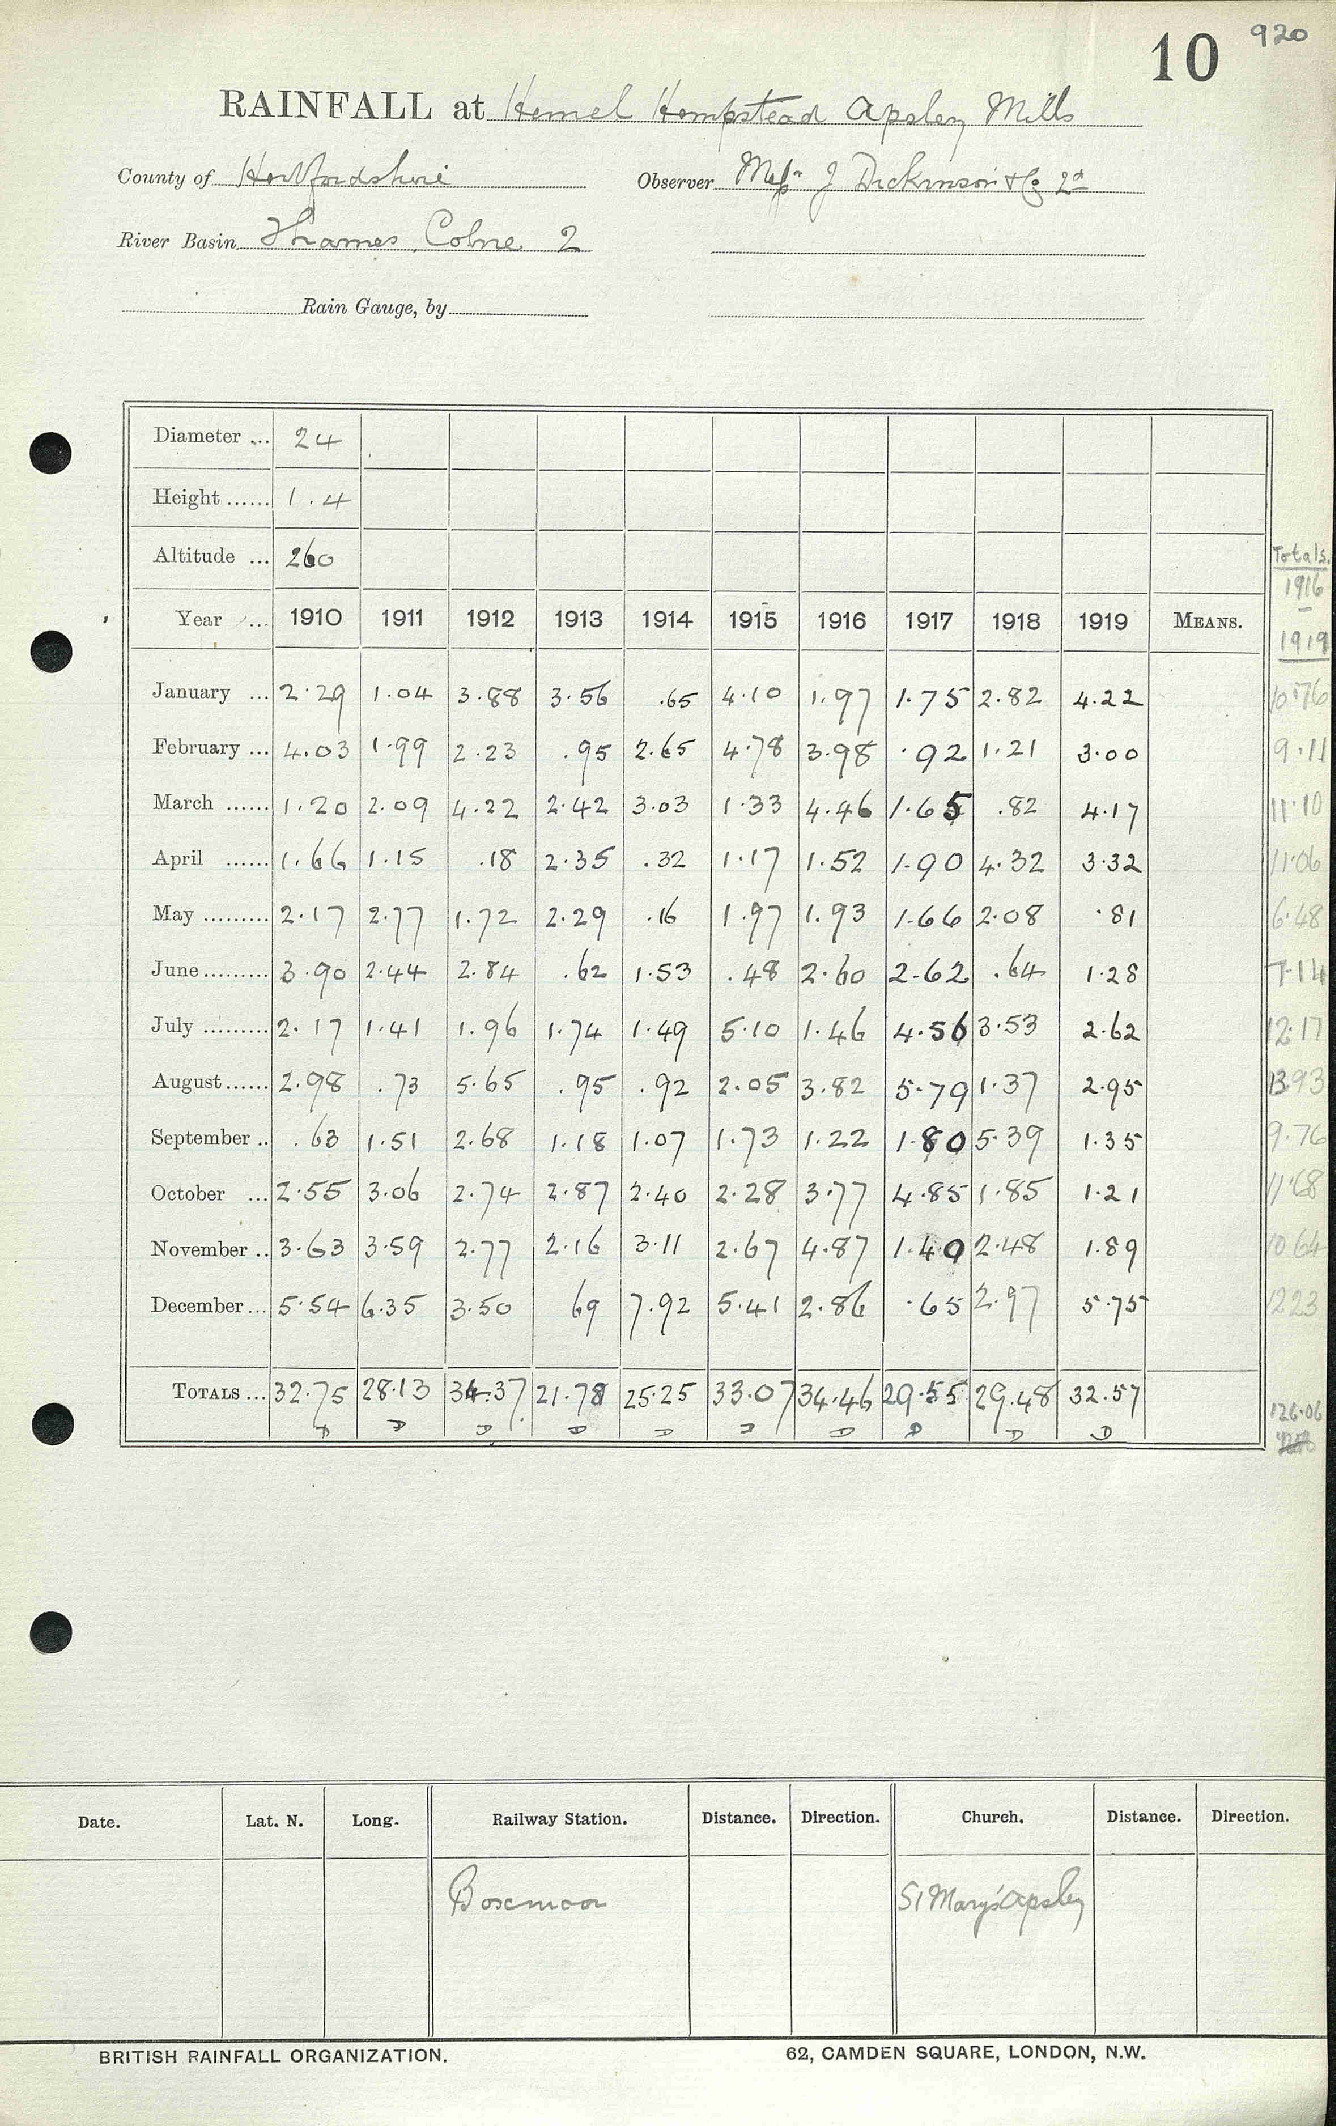 10 920
RAINFALL at Hemel Hempstead Apsley Mills
County of Hertfordshire Observer Messrs J Dickinson & Co Ld
River Basin Thames, Colne 2
Rain Gauge, by
Diameter ... 24
Height ...... 1.4
Altitude ... 260
Totals.
1916
–
1919
Year ... 1910 1911 1912 1913 1914 1915 1916 1917 1918 1919 MEANS.
January ... 2.29 1.04 3.88 3.56 .65 4.10 1.97 1.75 2.82 4.22 10.76
February ... 4.03 1.99 2.23 .95 2.65 4.78 3.98 .92 1.21 3.00 9.11
March ...... 1.20 2.09 4.22 2.42 3.03 1.33 4.46 1.65 .82 4.17 11.10
April ...... 1.66 1.15 .18 2.35 .32 1.17 1.52 1.90 4.32 3.32 11.06
May ......... 2.17 2.77 1.72 2.29 .16 1.97 1.93 1.66 2.08 .81 6.48
June ......... 3.90 2.44 2.84 .62 1.53 .48 2.60 2.62 .64 1.28 7.14
July ......... 2.17 1.41 1.96 1.74 1.49 5.10 1.46 4.56 3.53 2.62 12.17
August ...... 2.98 .73 5.65 .95 .92 2.05 3.82 5.79 1.37 2.95 13.93
September .. .63 1.51 2.68 1.18 1.07 1.73 1.22 1.80 5.39 1.35 9.76
October ... 2.55 3.06 2.74 2.87 2.40 2.28 3.77 4.85 1.85 1.21 11.68
November .. 3.63 3.59 2.77 2.16 3.11 2.67 4.87 1.40 2.48 1.89 10.64
December ... 5.54 6.35 3.50 69 7.92 5.41 2.86 .65 2.97 5.75 12.23
TOTALS ... 32.75 28.13 34.37 21.78 25.25 33.07 34.46 29.55 29.48 32.57 126.06
D D D D D D D D D D
Date. Lat. N. Long. Railway Station. Distance. Direction. Church. Distance. Direction.
Boxmoor St Mary's Apsley
BRITISH RAINFALL ORGANIZATION. 62, CAMDEN SQUARE, LONDON, N.W.